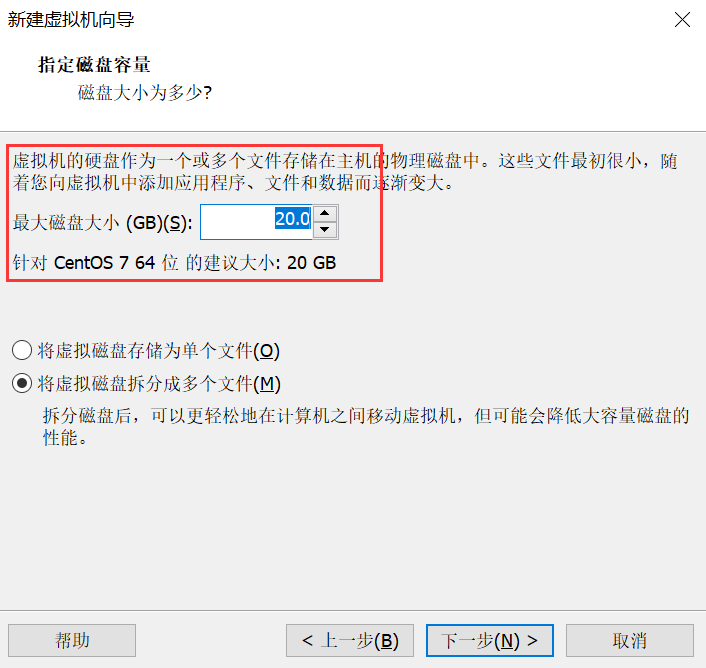 新建虚拟机向导
指定磁盘容量
磁盘大小为多少?
虚拟机的硬盘作为一个或多个文件存储在主机的物理磁盘中。这些文件最初很小，随
着您向虚拟机中添加应用程序、文件和数据而逐渐变大。
最大磁盘大小 (GB)(S): 20.0
针对 CentOS 7 64 位 的建议大小: 20 GB
将虚拟磁盘存储为单个文件(O)
将虚拟磁盘拆分成多个文件(M)
拆分磁盘后，可以更轻松地在计算机之间移动虚拟机，但可能会降低大容量磁盘的
性能。
帮助 < 上一步(B) 下一步(N) > 取消